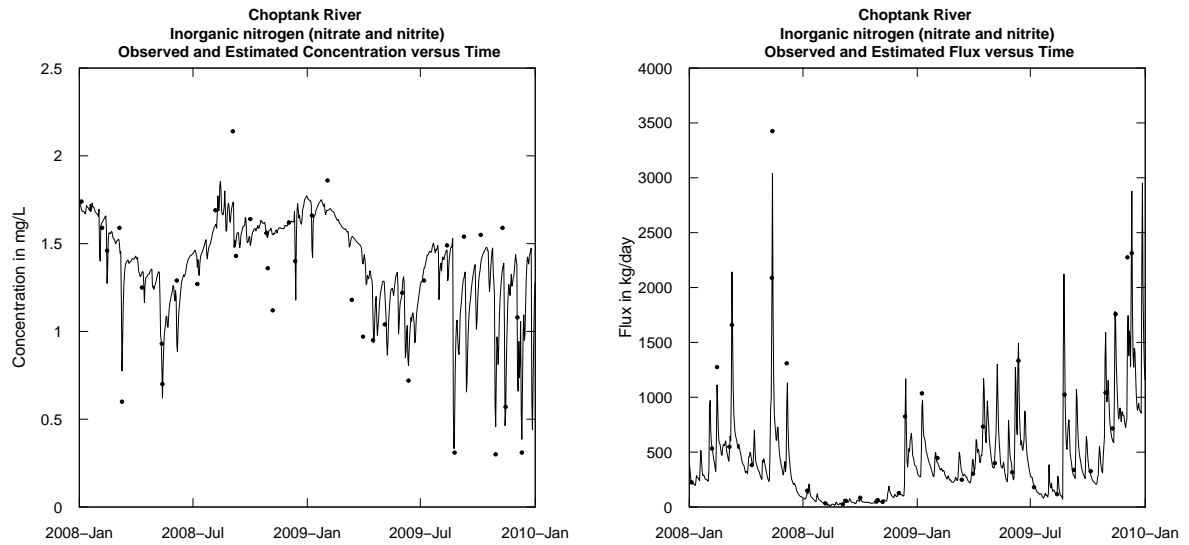 Choptank River
Inorganic nitrogen (nitrate and nitrite)
Observed and Estimated Concentration versus Time
Concentration in mg/L
2.5
2
1.5
1
0.5
0
2008−Jan
2008−Jul
2009−Jan
2009−Jul
2010−Jan
Choptank River
Inorganic nitrogen (nitrate and nitrite)
Observed and Estimated Flux versus Time
Flux in kg/day
4000
3500
3000
2500
2000
1500
1000
500
0
2008−Jan
2008−Jul
2009−Jan
2009−Jul
2010−Jan